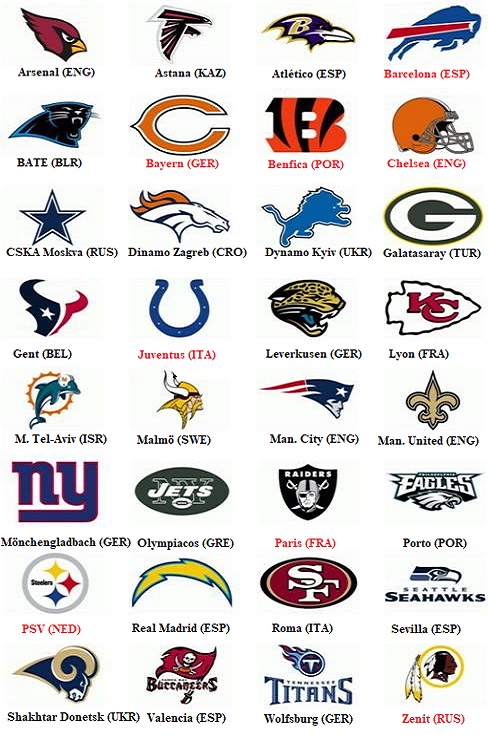 Arsenal (ENG)
Astana (KAZ)
Atlético (ESP)
Barcelona (ESP)
BATE (BLR)
Bayern (GER)
Benfica (POR)
Chelsea (ENG)
CSKA Moskva (RUS)
Dinamo Zagreb (CRO)
Dynamo Kyiv (UKR)
Galatasaray (TUR)
Gent (BEL)
Juventus (ITA)
Leverkusen (GER)
KC
Lyon (FRA)
M. Tel-Aviv (ISR)
Malmö (SWE)
Man. City (ENG)
Man. United (ENG)
ny
Mönchengladbach (GER)
NY
JETS
Olympiacos (GRE)
RAIDERS
Paris (FRA)
PHILADELPHIA
EAGLES
Porto (POR)
Steelers
PSV (NED)
Real Madrid (ESP)
SF
Roma (ITA)
SEATTLE
SEAHAWKS
Sevilla (ESP)
Shakhtar Donetsk (UKR)
TAMPA BAY
BUCCANEERS
Valencia (ESP)
T
TENNESSEE
TITANS
Wolfsburg (GER)
Zenit (RUS)